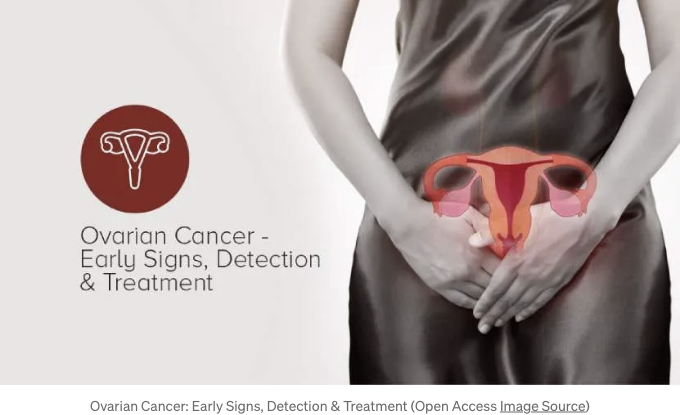 Ovarian Cancer -
Early Signs, Detection
& Treatment
Ovarian Cancer: Early Signs, Detection & Treatment (Open Access Image Source)